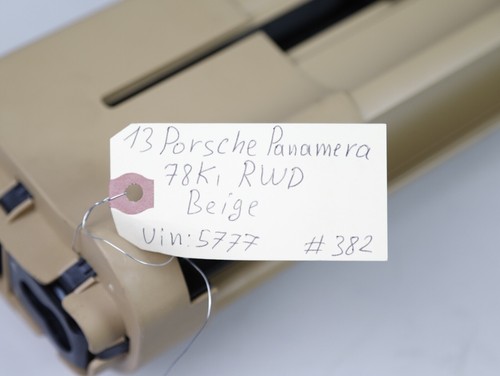 13 Porsche Panamera
78Ki RWD
Beige
Vin: 5777 # 382